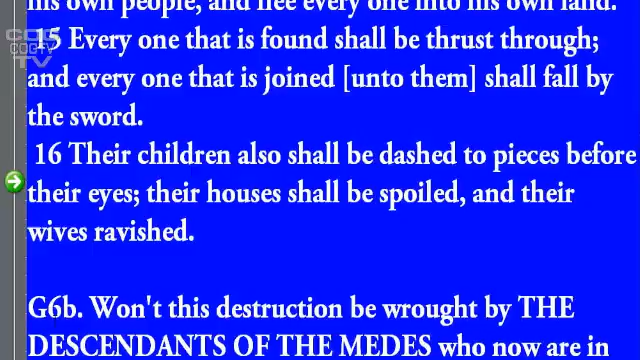 his own people, and flee every one into his own land.
15 Every one that is found shall be thrust through;
and every one that is joined [unto them] shall fall by
the sword.
16 Their children also shall be dashed to pieces before
their eyes; their houses shall be spoiled, and their
wives ravished.
G6b. Won't this destruction be wrought by THE
DESCENDANTS OF THE MEDES who now are in